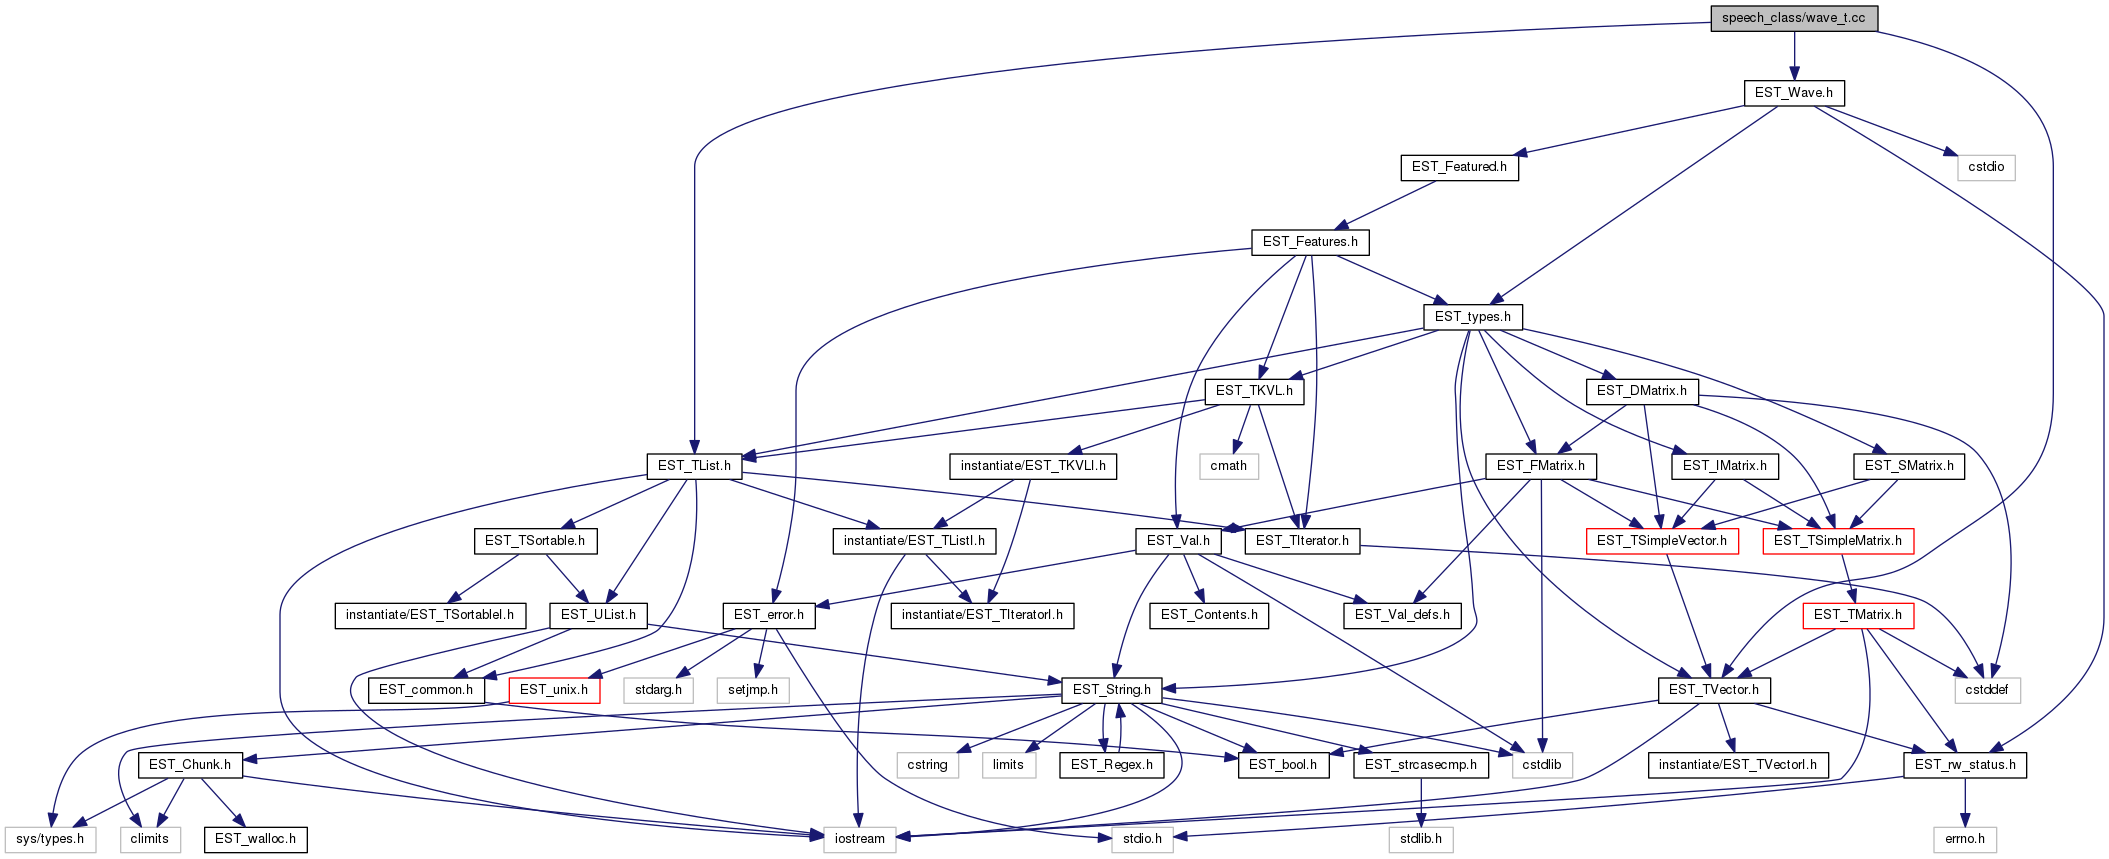 speech_class/wave_t.cc
EST_Wave.h
EST_Featured.h
cstdio
EST_Features.h
EST_types.h
EST_TKVL.h
EST_DMatrix.h
EST_TList.h
instantiate/EST_TKVLI.h
cmath
EST_FMatrix.h
EST_IMatrix.h
EST_SMatrix.h
EST_TSortable.h
instantiate/EST_TListI.h
EST_Val.h
EST_TIterator.h
EST_TSimpleVector.h
EST_TSimpleMatrix.h
instantiate/EST_TSortableI.h
EST_UList.h
EST_error.h
instantiate/EST_TIteratorI.h
EST_Contents.h
EST_Val_defs.h
EST_TMatrix.h
EST_common.h
EST_unix.h
stdarg.h
setjmp.h
EST_String.h
EST_TVector.h
cstddef
EST_Chunk.h
cstring
limits
EST_Regex.h
EST_bool.h
EST_strcasecmp.h
cstdlib
instantiate/EST_TVectorI.h
EST_rw_status.h
sys/types.h
climits
EST_walloc.h
iostream
stdio.h
stdlib.h
errno.h